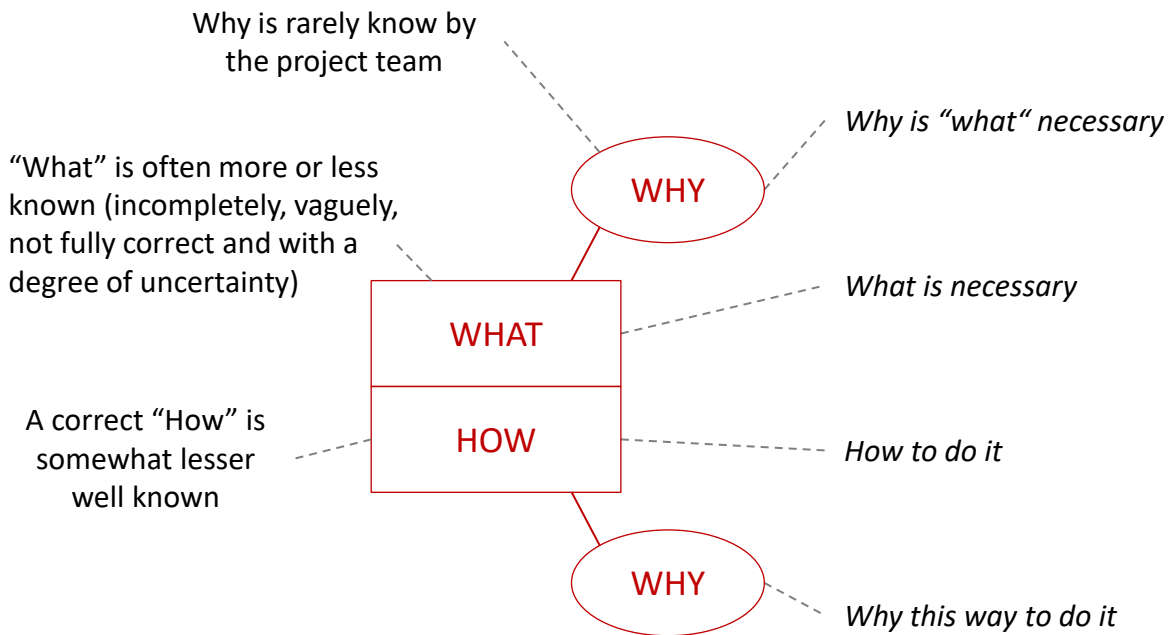 Why is rarely know by
the project team
Why is “what“ necessary
“What” is often more or less
known (incompletely, vaguely,
not fully correct and with a
degree of uncertainty)
WHY
What is necessary
WHAT
A correct “How” is
somewhat lesser
well known
HOW
How to do it
WHY
Why this way to do it